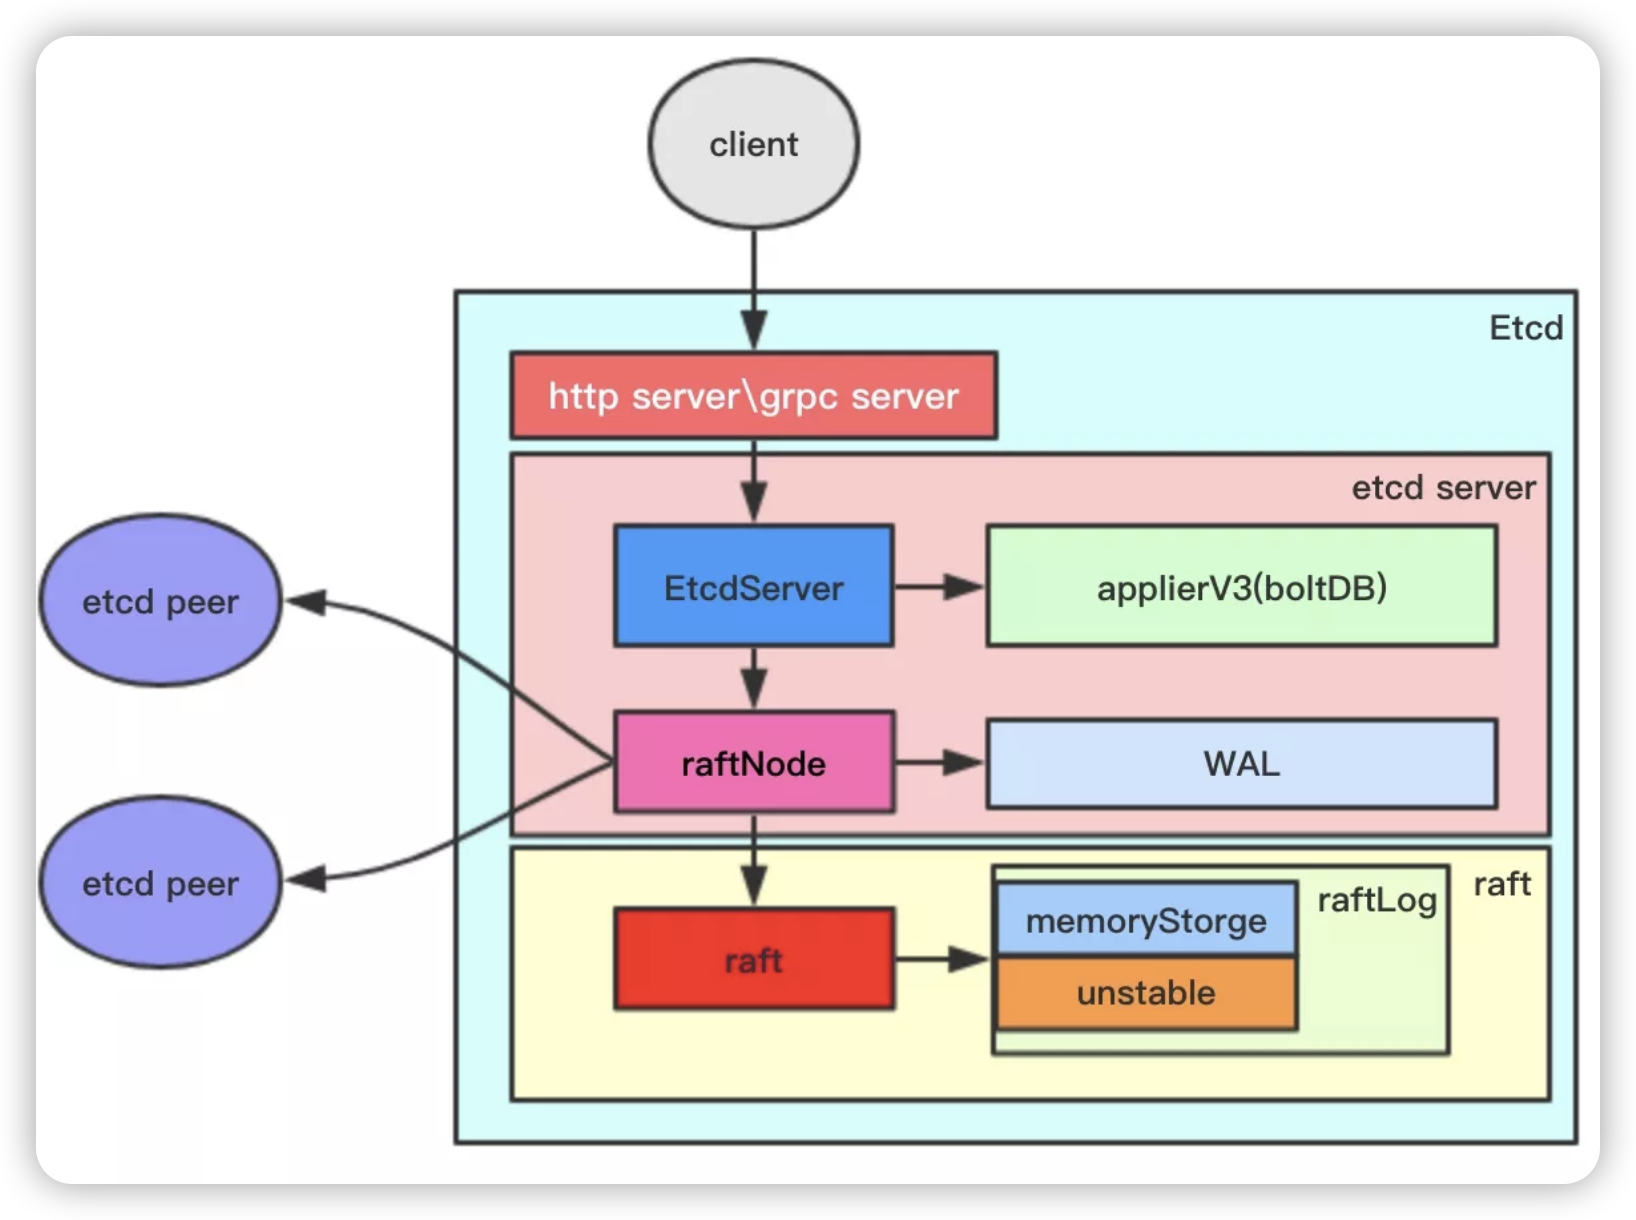 client
Etcd
http server\grpc server
etcd server
EtcdServer
applierV3(boltDB)
etcd peer
raftNode
WAL
etcd peer
raft
raftLog
memoryStorge
raft
unstable